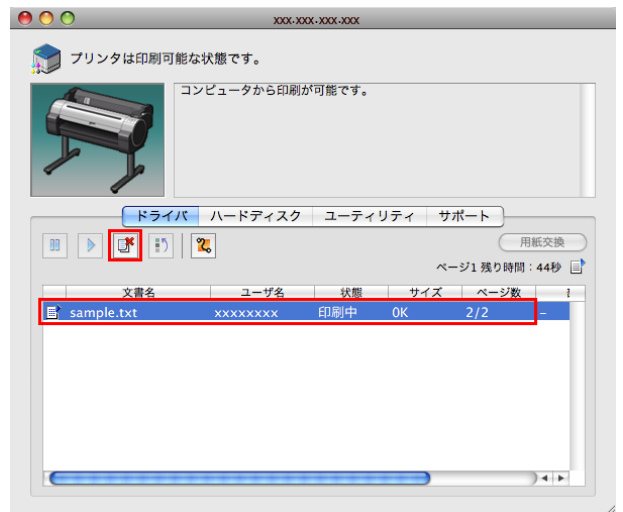 xxx.xxx.xxx.xxx
プリンタは印刷可能な状態です。
コンピュータから印刷が可能です。
ドライバ ハードディスク ユーティリティ サポート
用紙交換
ページ1 残り時間：44秒
文書名 ユーザ名 状態 サイズ ページ数
sample.txt xxxxxxxx 印刷中 0K 2/2 –